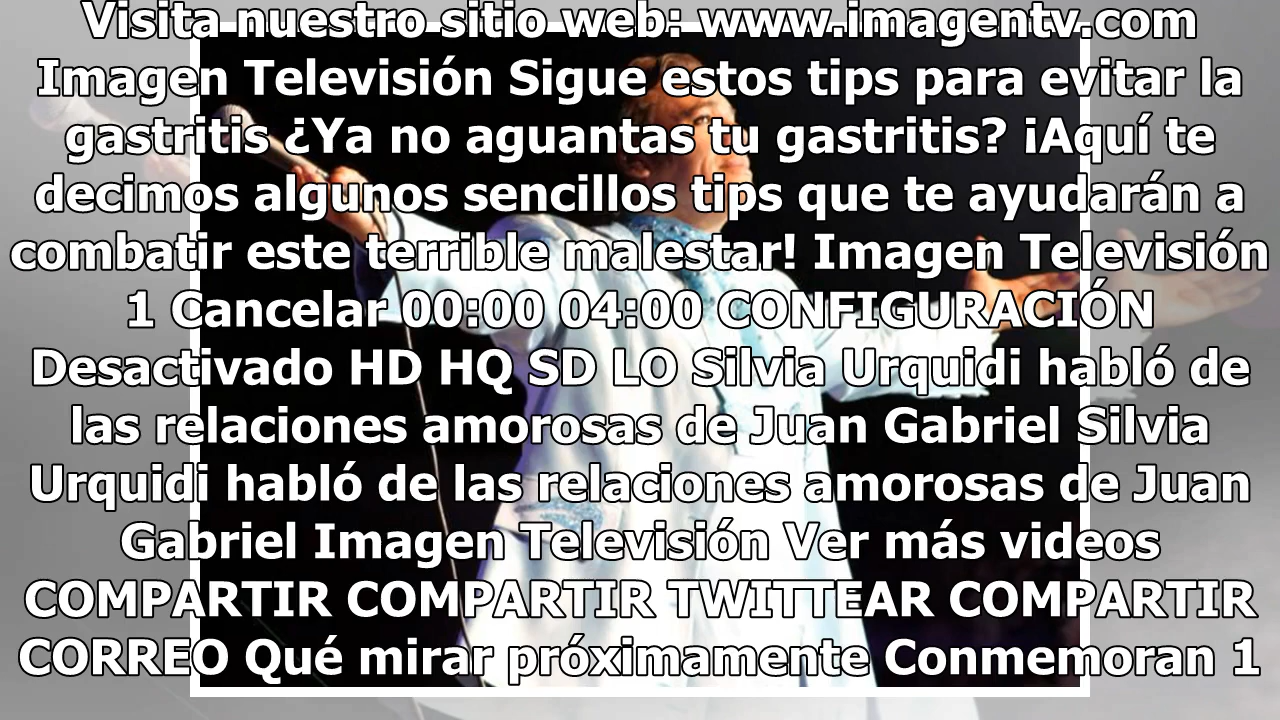 Visita nuestro sitio web: www.imagentv.com
Imagen Televisión Sigue estos tips para evitar la
gastritis ¿Ya no aguantas tu gastritis? ¡Aquí te
decimos algunos sencillos tips que te ayudarán a
combatir este terrible malestar! Imagen Televisión
1 Cancelar 00:00 04:00 CONFIGURACIÓN
Desactivado HD HQ SD LO Silvia Urquidi habló de
las relaciones amorosas de Juan Gabriel Silvia
Urquidi habló de las relaciones amorosas de Juan
Gabriel Imagen Televisión Ver más videos
COMPARTIR COMPARTIR TWITTEAR COMPARTIR
CORREO Qué mirar próximamente Conmemoran 1